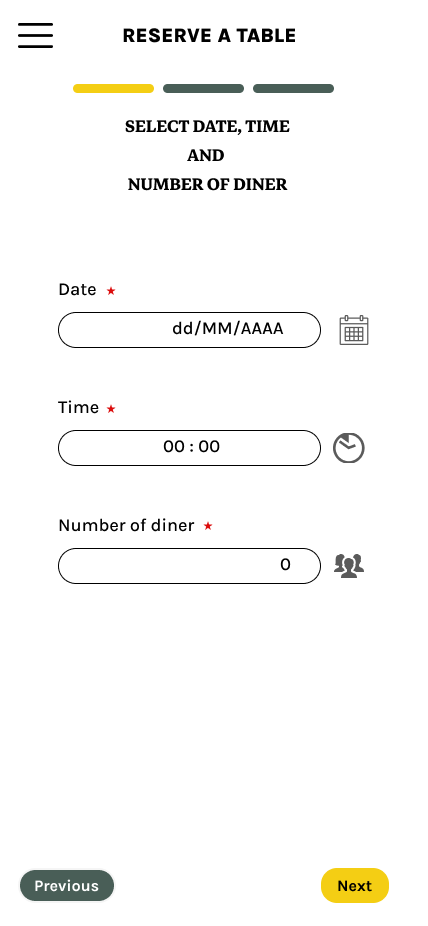 RESERVE A TABLE
SELECT DATE, TIME
AND
NUMBER OF DINER
Date
dd/MM/AAAA
Time
00 : 00
Number of diner
0
Previous
Next